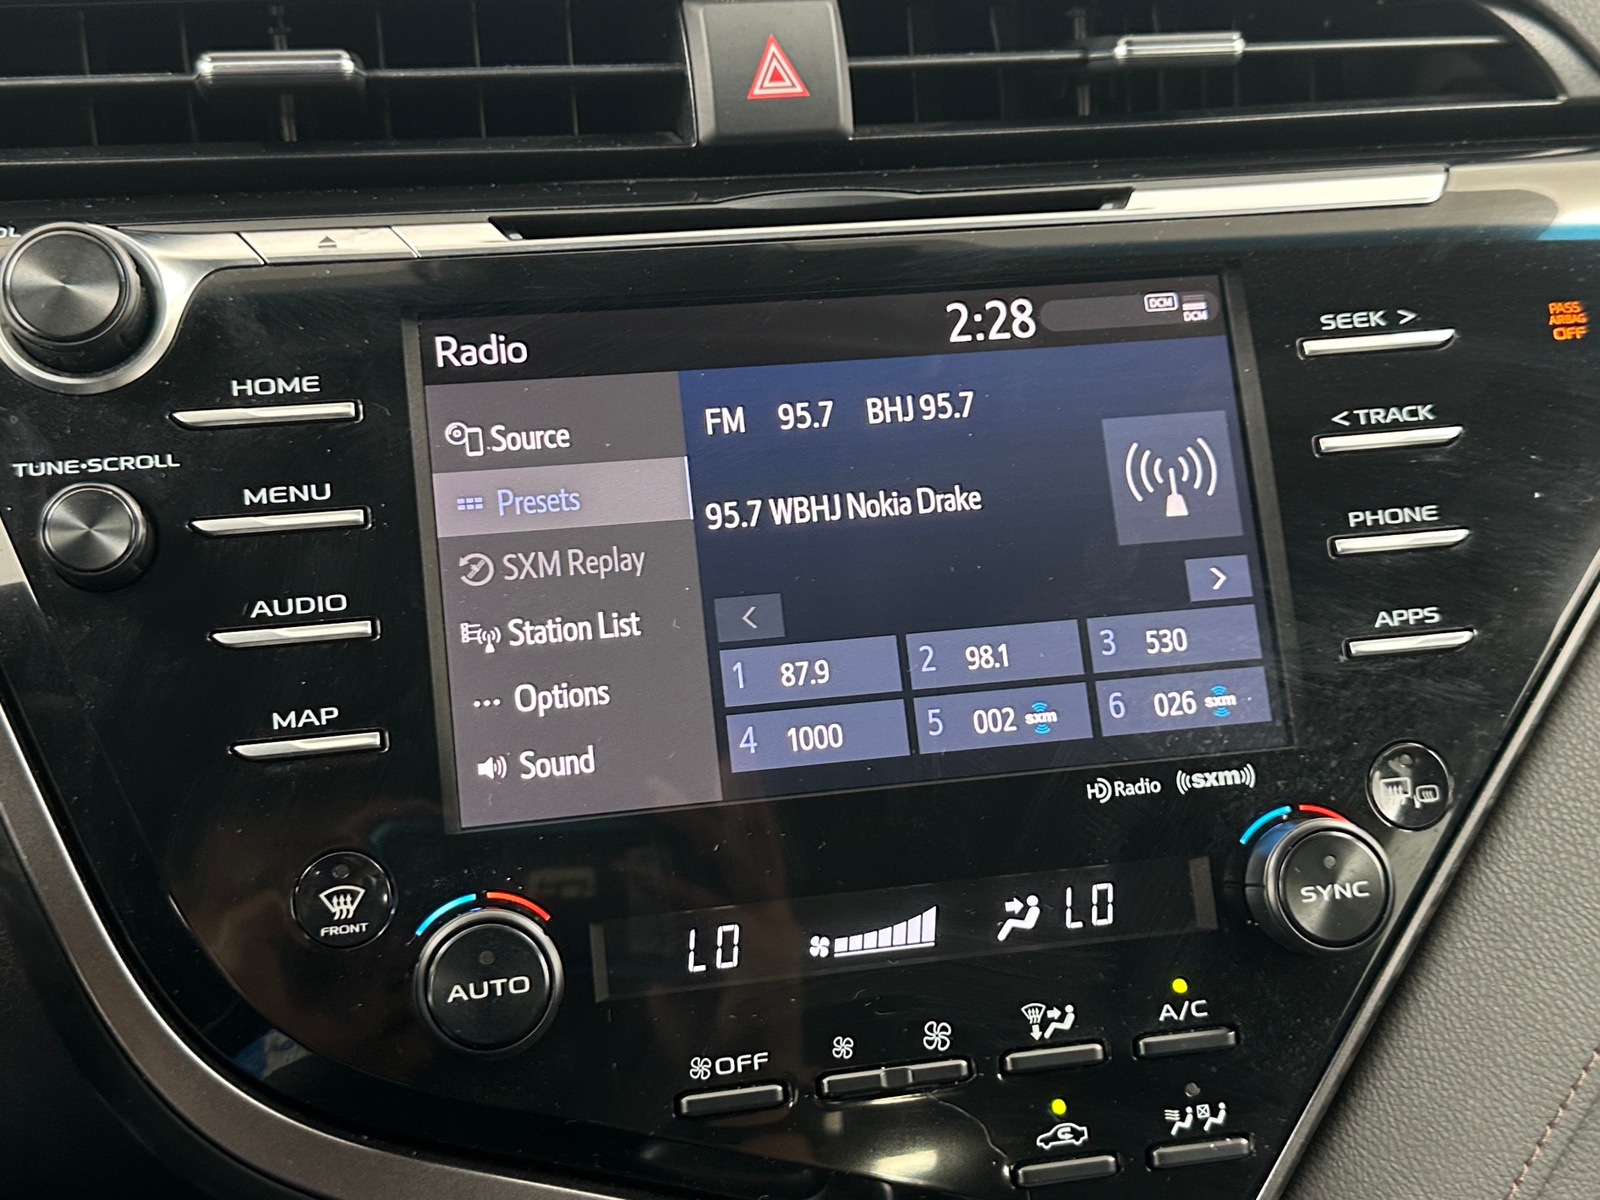 Radio
2:28
DCM
DCM
Source
Presets
SXM Replay
Station List
Options
Sound
FM 95.7 BHJ 95.7
95.7 WBHJ Nokia Drake
<
>
1 87.9
2 98.1
3 530
4 1000
5 002 sxm
6 026 sxm
HD Radio
((sxm))
HOME
TUNE•SCROLL
MENU
AUDIO
MAP
SEEK >
< TRACK
PHONE
APPS
PASS
AIRBAG
OFF
FRONT
AUTO
LO
LO
SYNC
OFF
A/C